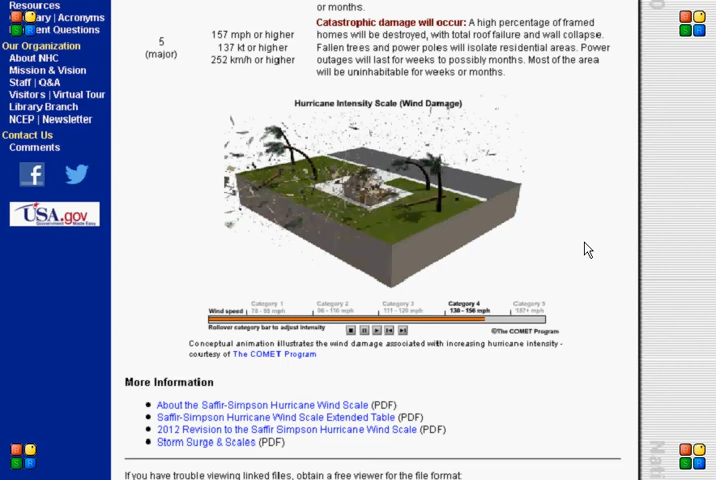 Resources
ary | Acronyms
ent Questions
Our Organization
About NHC
Mission & Vision
Staff | Q&A
Visitors | Virtual Tour
Library Branch
NCEP | Newsletter
Contact Us
Comments
USA.gov
or months.
5
(major)
157 mph or higher
137 kt or higher
252 km/h or higher
Catastrophic damage will occur: A high percentage of framed
homes will be destroyed, with total roof failure and wall collapse.
Fallen trees and power poles will isolate residential areas. Power
outages will last for weeks to possibly months. Most of the area
will be uninhabitable for weeks or months.
Hurricane Intensity Scale (Wind Damage)
Category 1 Category 2 Category 3 Category 4 Category 5
Wind speed 111 - 129 mph 157+ mph
Rollover category bar to adjust intensity
©The COMET Program
Conceptual animation illustrates the wind damage associated with increasing hurricane intensity -
courtesy of The COMET Program
More Information
About the Saffir-Simpson Hurricane Wind Scale (PDF)
Saffir-Simpson Hurricane Wind Scale Extended Table (PDF)
2012 Revision to the Saffir Simpson Hurricane Wind Scale (PDF)
Storm Surge & Scales (PDF)
If you have trouble viewing linked files, obtain a free viewer for the file format: